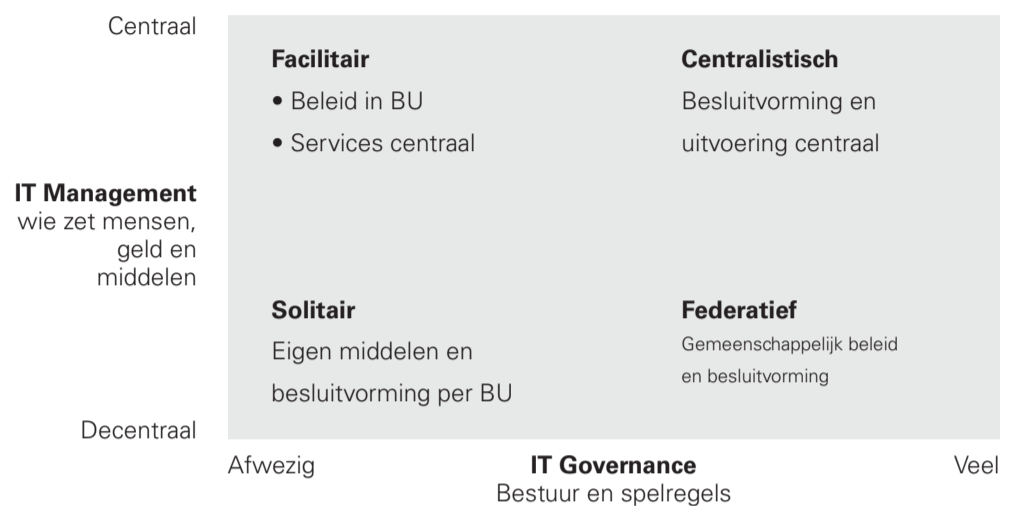 Centraal
Facilitair
• Beleid in BU
• Services centraal
Centralistisch
Besluitvorming en
uitvoering centraal
IT Management
wie zet mensen,
geld en
middelen
Solitair
Eigen middelen en
besluitvorming per BU
Federatief
Gemeenschappelijk beleid
en besluitvorming
Decentraal
Afwezig
IT Governance
Bestuur en spelregels
Veel